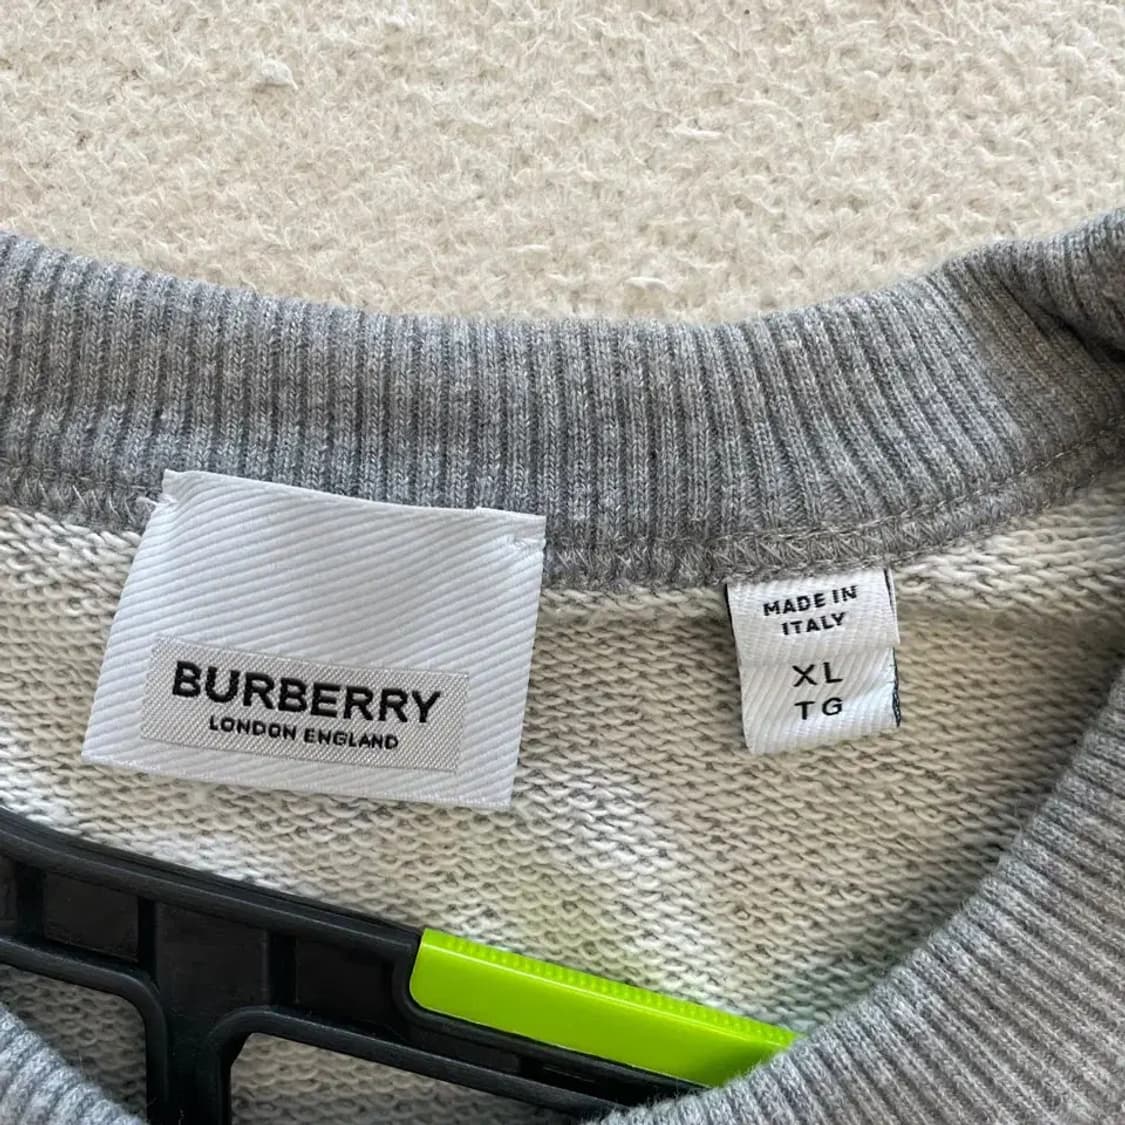 BURBERRY
LONDON ENGLAND
MADE IN
ITALY
XL
TG